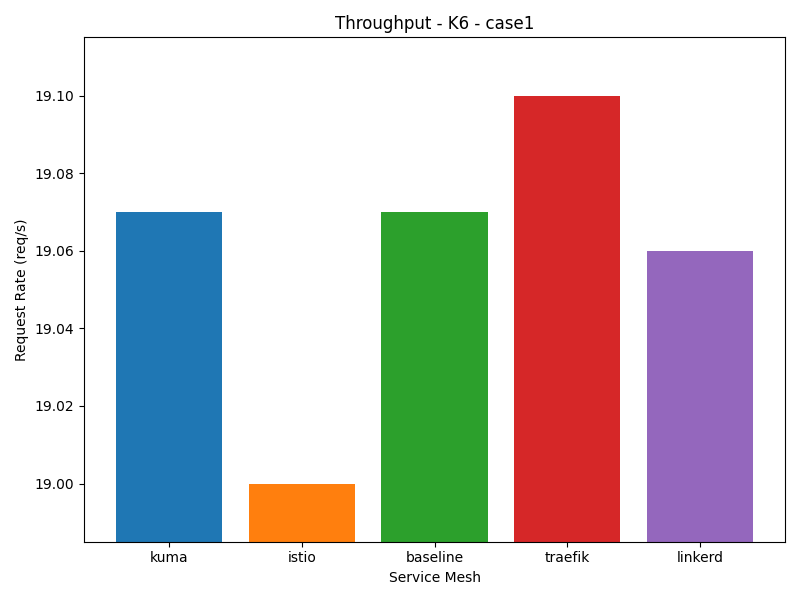 Throughput - K6 - case1
19.10
19.08
19.06
19.04
19.02
19.00
Request Rate (req/s)
kuma istio baseline traefik linkerd
Service Mesh